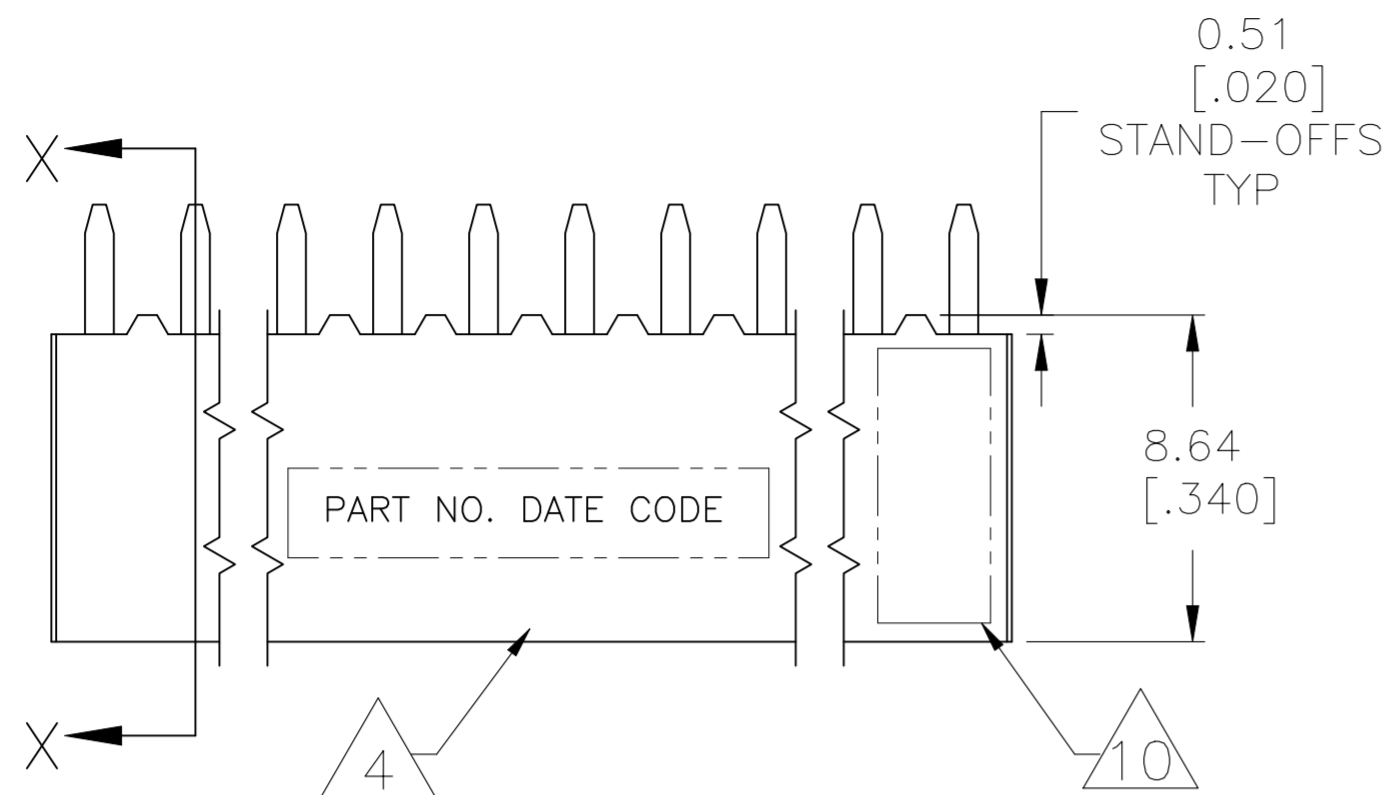 0.51
[.020]
STAND-OFFS
TYP
X
8.64
[.340]
PART NO. DATE CODE
X
4
10